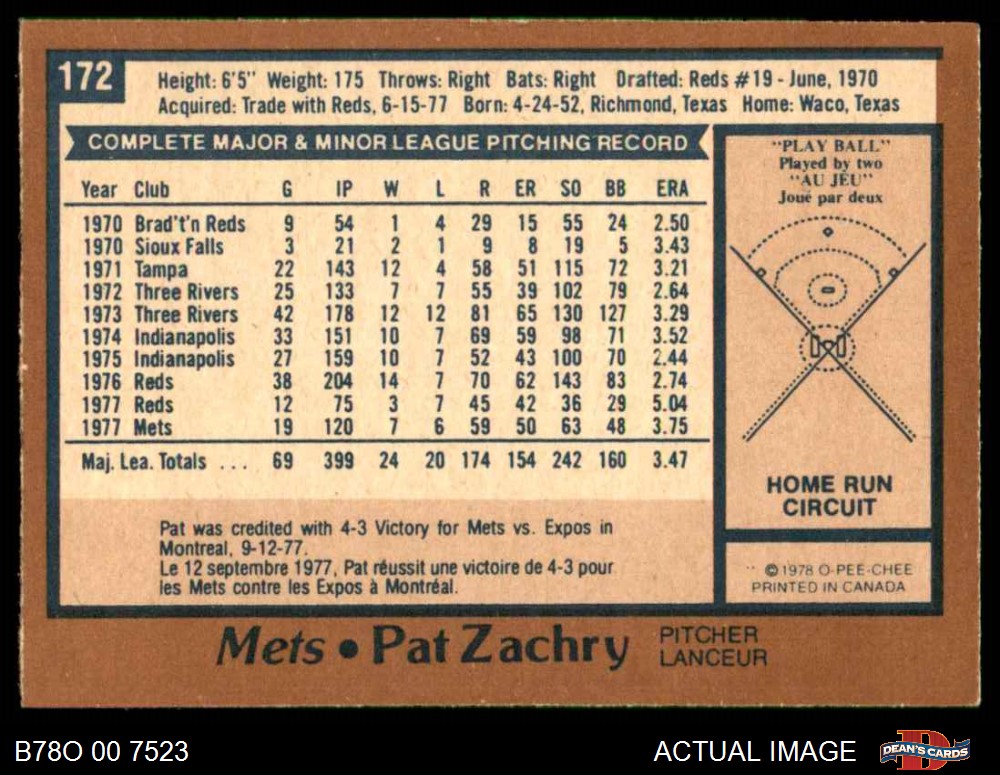 172
Height: 6'5" Weight: 175 Throws: Right Bats: Right Drafted: Reds #19 - June, 1970
Acquired: Trade with Reds, 6-15-77 Born: 4-24-52, Richmond, Texas Home: Waco, Texas
COMPLETE MAJOR & MINOR LEAGUE PITCHING RECORD
Year Club G IP W L R ER SO BB ERA
1970 Brad't'n Reds 9 54 1 4 29 15 55 24 2.50
1970 Sioux Falls 3 21 2 1 9 8 19 5 3.43
1971 Tampa 22 143 12 4 58 51 115 72 3.21
1972 Three Rivers 25 133 7 7 55 39 102 79 2.64
1973 Three Rivers 42 178 12 12 81 65 130 127 3.29
1974 Indianapolis 33 151 10 7 69 59 98 71 3.52
1975 Indianapolis 27 159 10 7 52 43 100 70 2.44
1976 Reds 38 204 14 7 70 62 143 83 2.74
1977 Reds 12 75 3 7 45 42 36 29 5.04
1977 Mets 19 120 7 6 59 50 63 48 3.75
Maj. Lea. Totals ... 69 399 24 20 174 154 242 160 3.47
Pat was credited with 4-3 Victory for Mets vs. Expos in
Montreal, 9-12-77.
Le 12 septembre 1977, Pat réussit une victoire de 4-3 pour
les Mets contre les Expos à Montréal.
"PLAY BALL"
Played by two
"AU JEU"
Joué par deux
HOME RUN
CIRCUIT
©1978 O-PEE-CHEE
PRINTED IN CANADA
Mets • Pat Zachry
PITCHER
LANCEUR
B78O 00 7523
ACTUAL IMAGE
DEAN'S CARDS